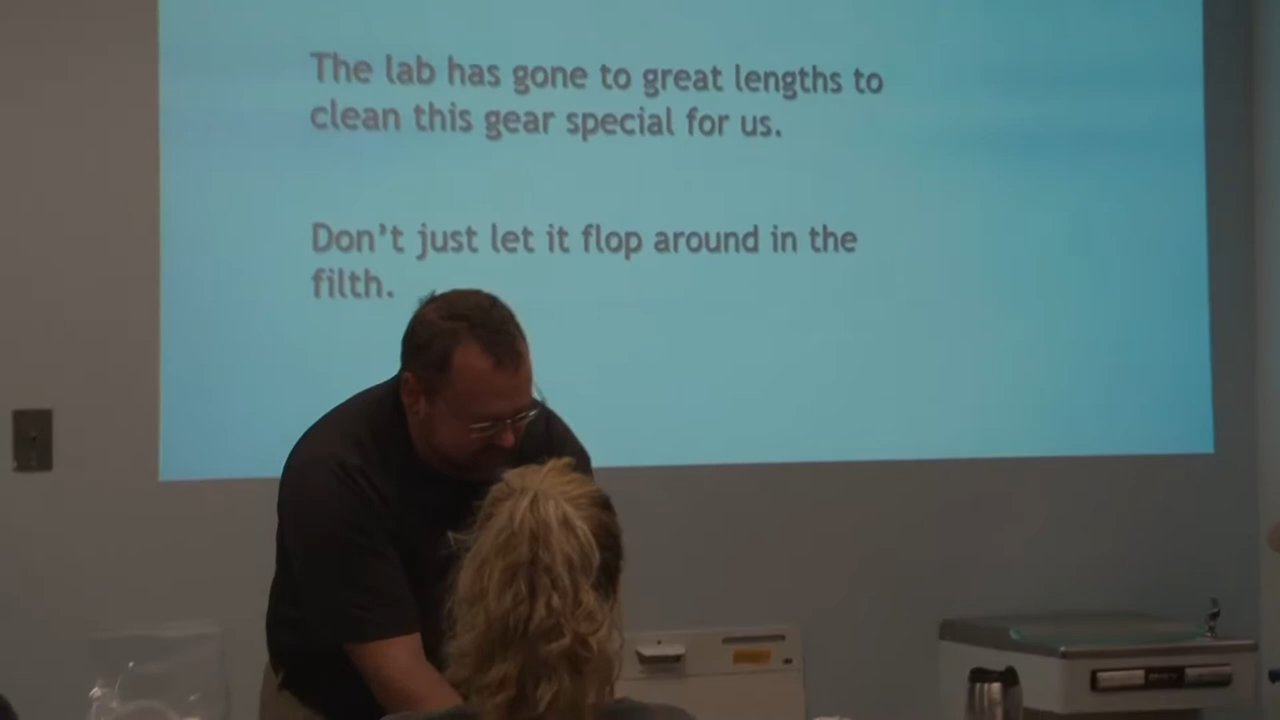 The lab has gone to great lengths to
clean this gear special for us.
Don't just let it flop around in the
filth.